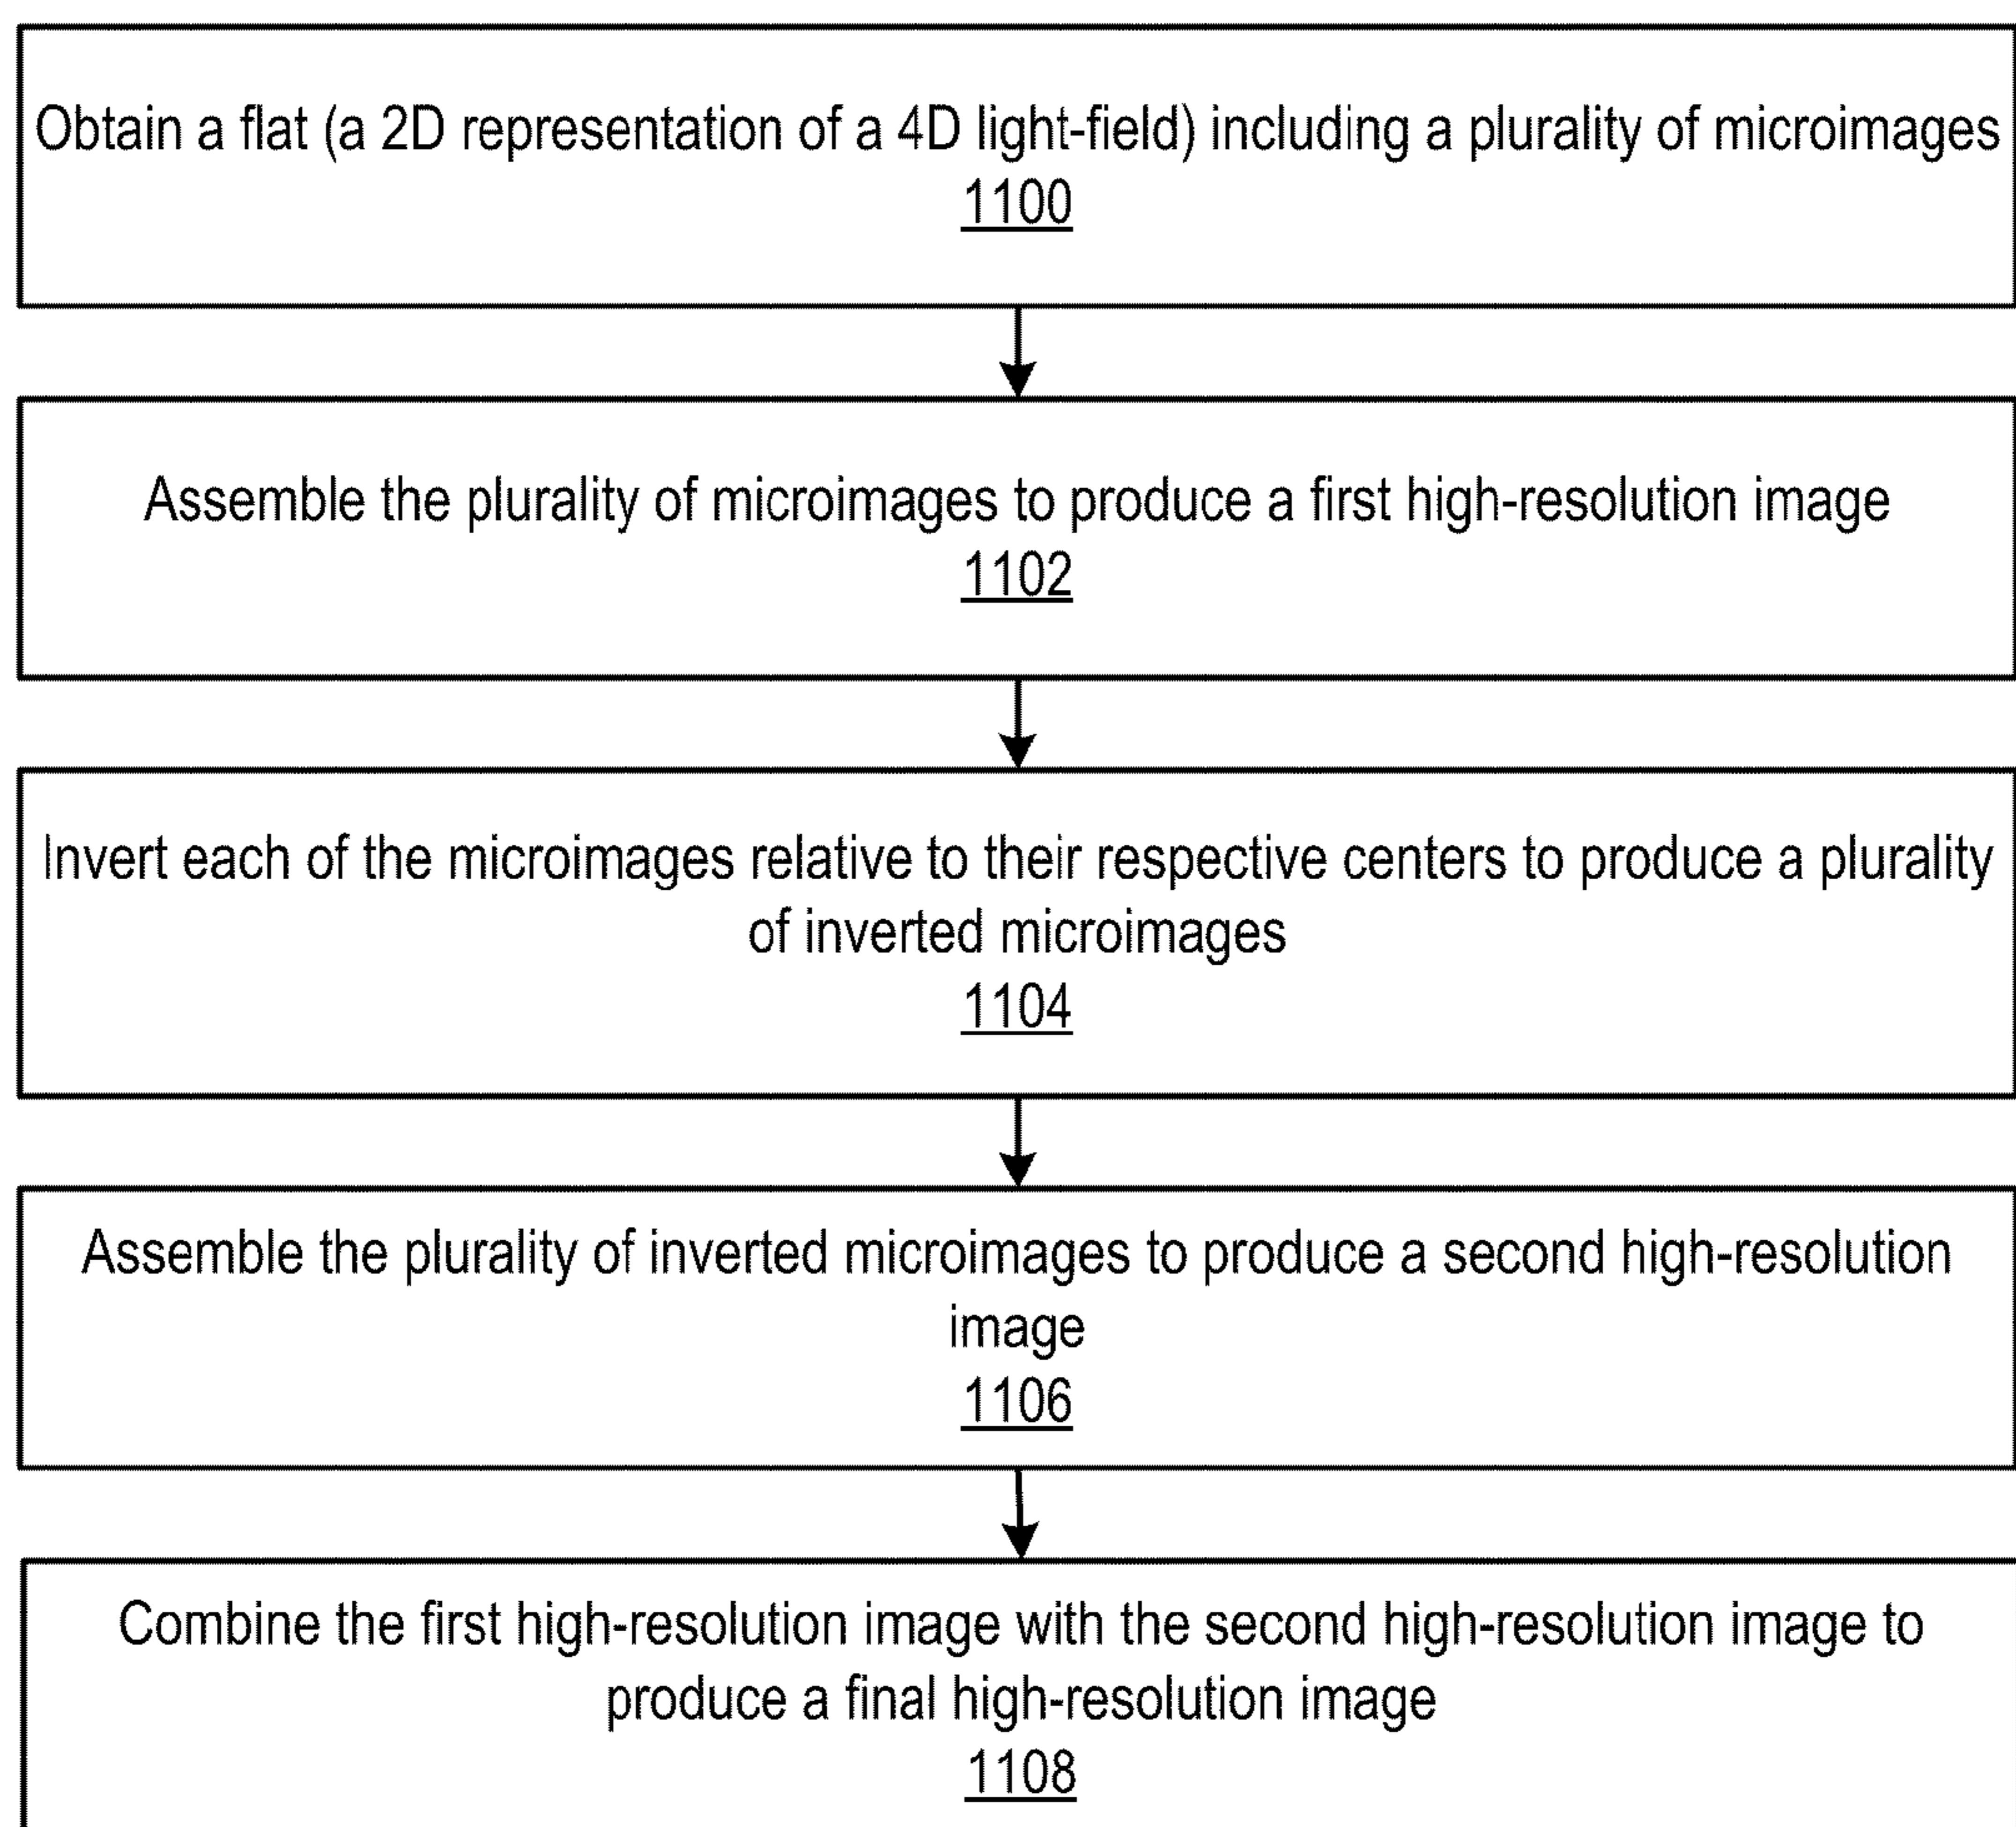 Obtain a flat (a 2D representation of a 4D light-field) including a plurality of microimages
1100
Assemble the plurality of microimages to produce a first high-resolution image
1102
Invert each of the microimages relative to their respective centers to produce a plurality
of inverted microimages
1104
Assemble the plurality of inverted microimages to produce a second high-resolution
image
1106
Combine the first high-resolution image with the second high-resolution image to
produce a final high-resolution image
1108